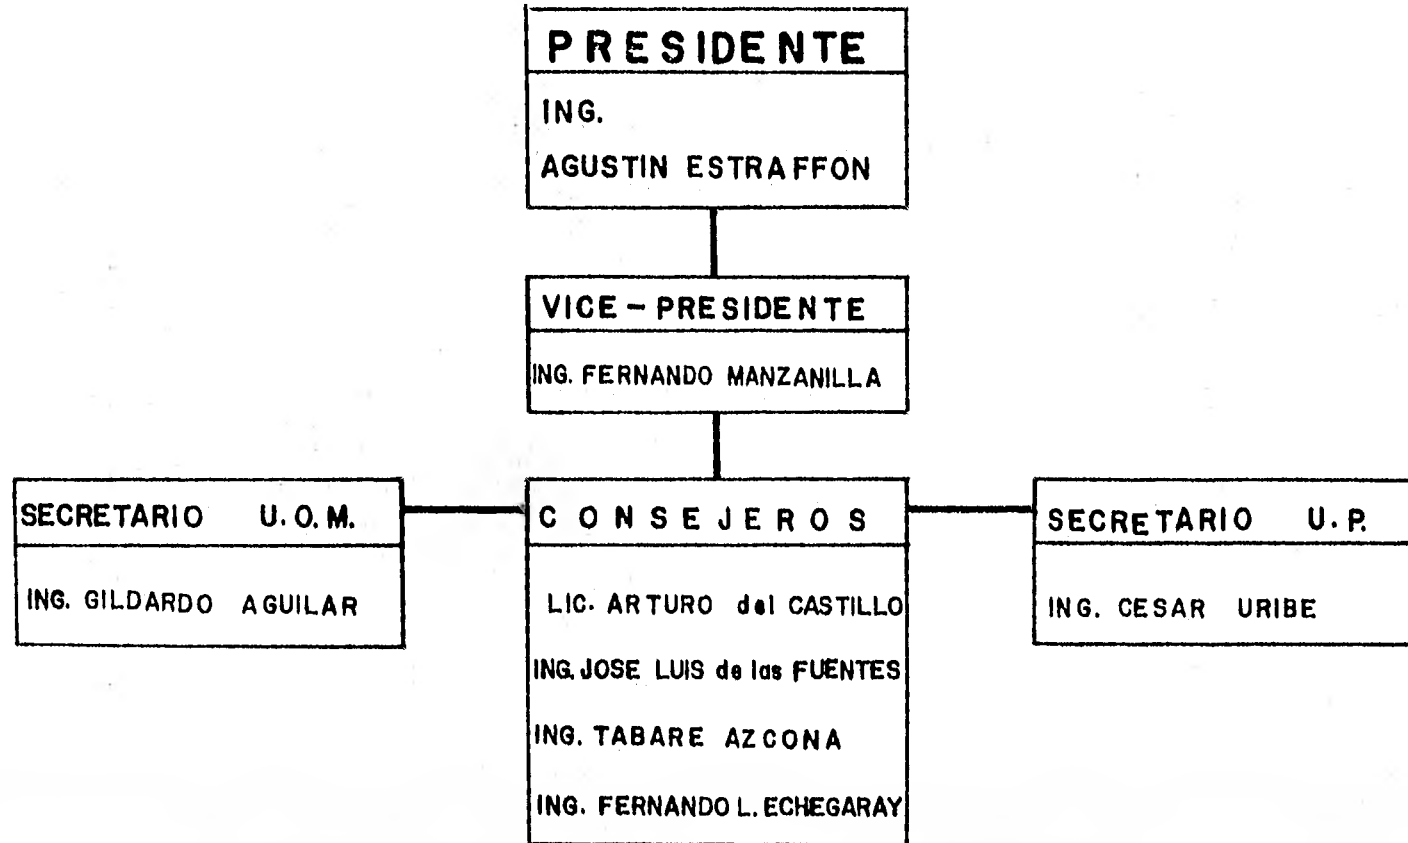 PRESIDENTE
ING.
AGUSTIN ESTRAFFON
VICE - PRESIDENTE
ING. FERNANDO MANZANILLA
SECRETARIO U.O.M.
ING. GILDARDO AGUILAR
CONSEJEROS
LIC. ARTURO del CASTILLO
ING. JOSE LUIS de las FUENTES
ING. TABARE AZCONA
ING. FERNANDO L. ECHEGARAY
SECRETARIO U.P.
ING. CESAR URIBE